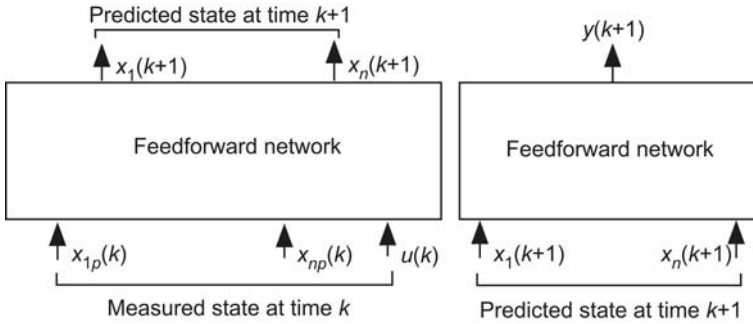 Predicted state at time k+1
x₁(k+1)
xₙ(k+1)
Feedforward network
x₁ₚ(k)
xₙₚ(k)
u(k)
Measured state at time k
y(k+1)
Feedforward network
x₁(k+1)
xₙ(k+1)
Predicted state at time k+1